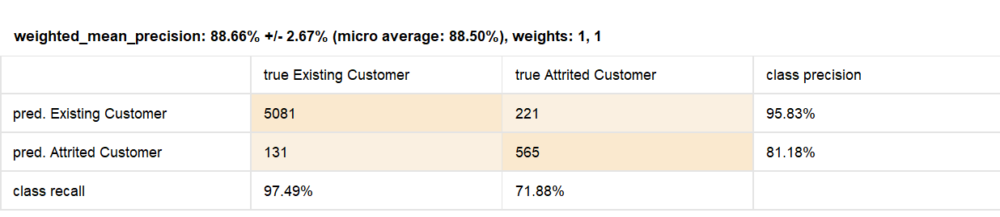 weighted_mean_precision: 88.66% +/- 2.67% (micro average: 88.50%), weights: 1, 1
true Existing Customer true Attrited Customer class precision
pred. Existing Customer 5081 221 95.83%
pred. Attrited Customer 131 565 81.18%
class recall 97.49% 71.88%